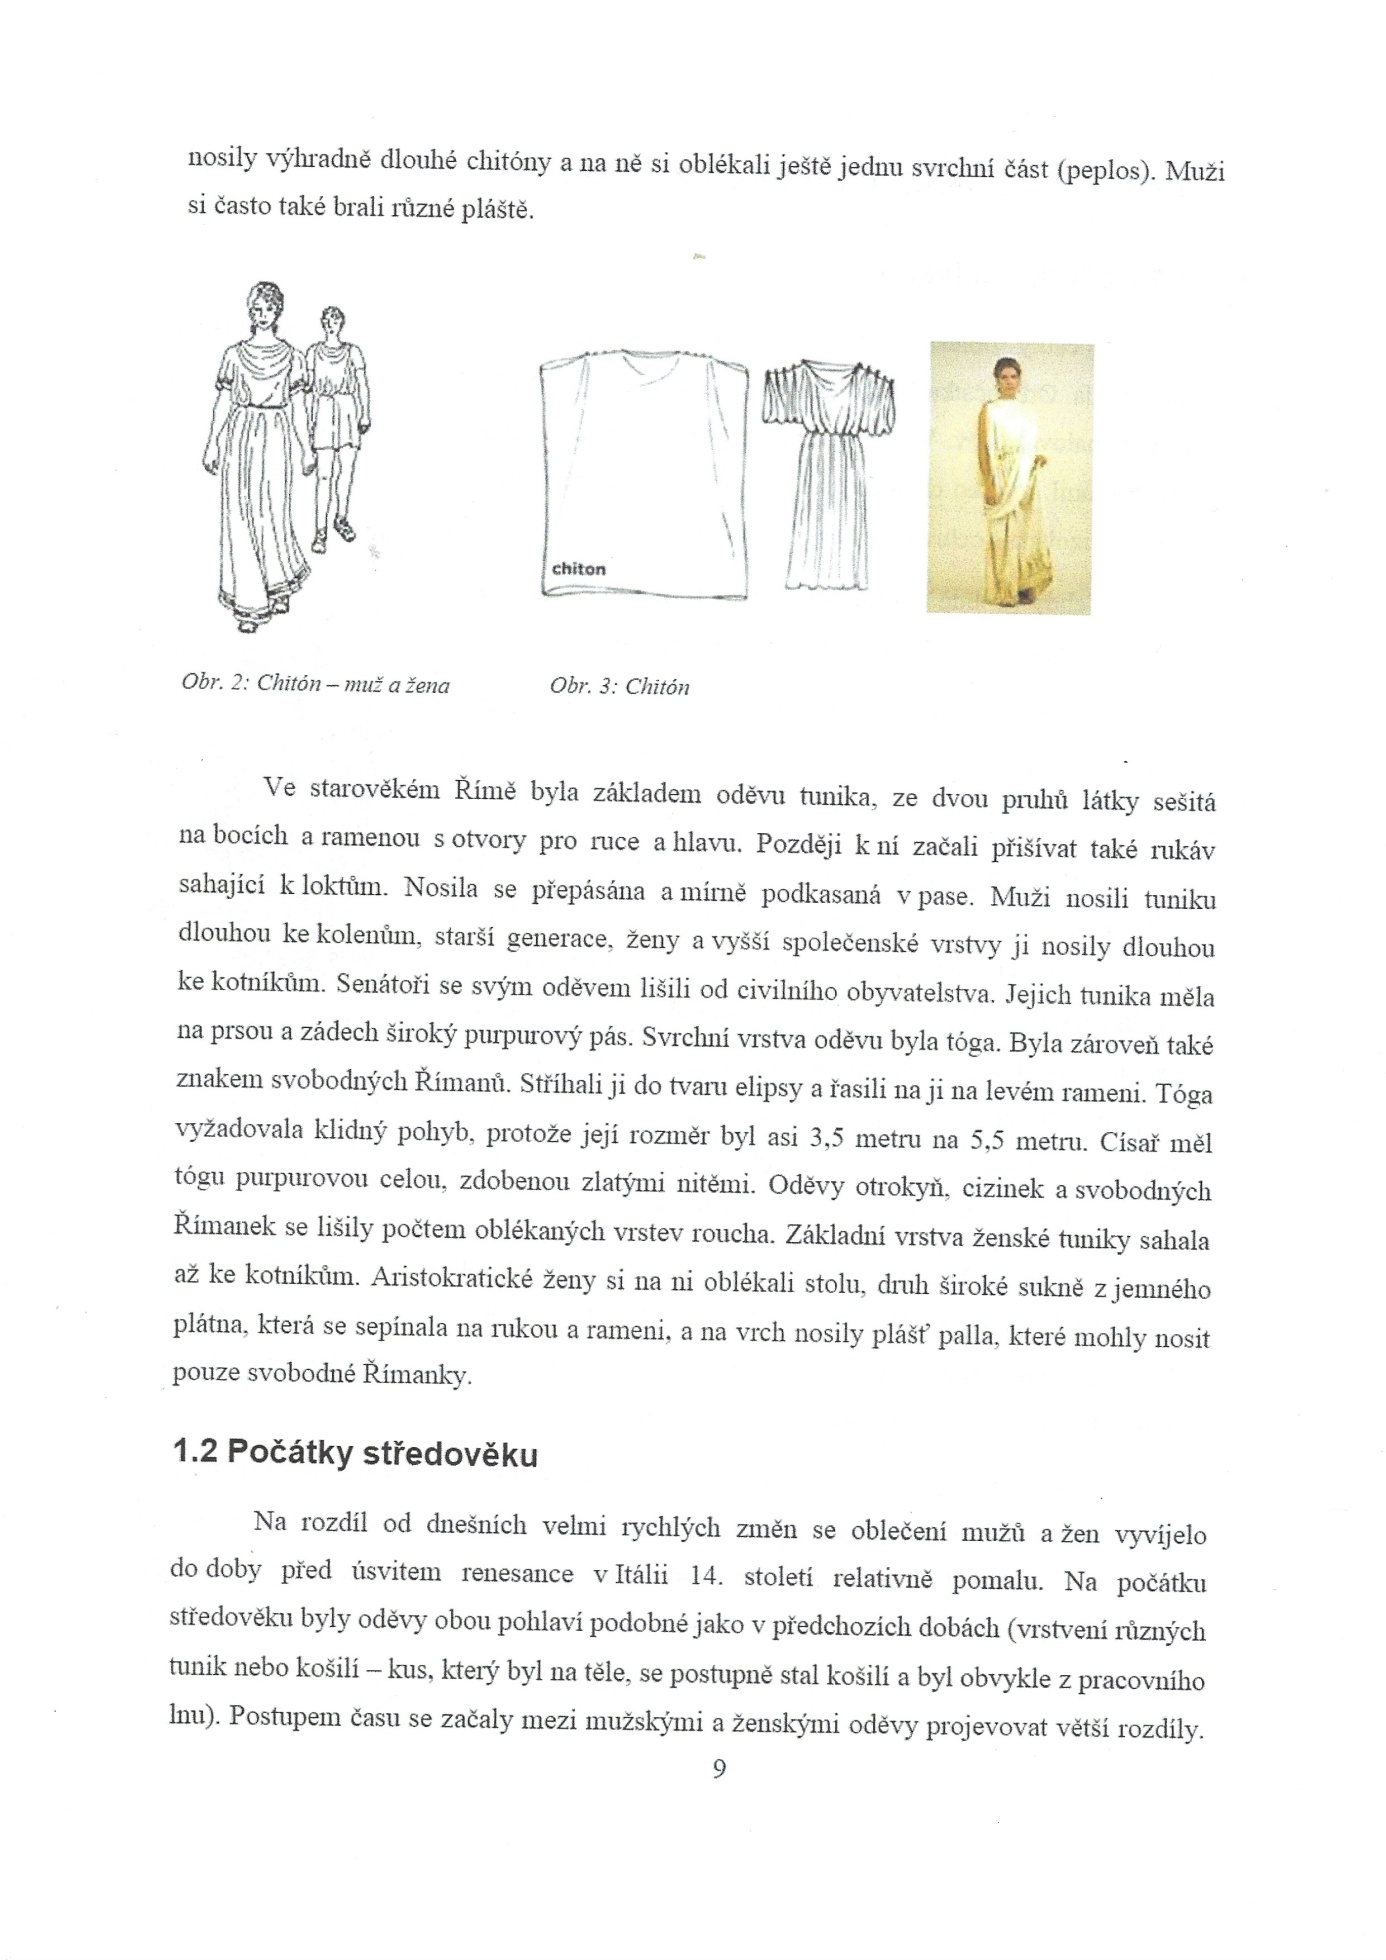 nosily výhradně dlouhé chitóny a na ně si oblékali ještě jednu svrchní část (peplos). Muži
si často také brali různé pláště.
chiton
Obr. 2: Chitón – muž a žena
Obr. 3: Chitón
Ve starověkém Římě byla základem oděvu tunika, ze dvou pruhů látky sešitá
na bocích a ramenou s otvory pro ruce a hlavu. Později k ní začali přišívat také rukáv
sahající k loktům. Nosila se přepásána a mírně podkasaná v pase. Muži nosili tuniku
dlouhou ke kolenům, starší generace, ženy a vyšší společenské vrstvy ji nosily dlouhou
ke kotníkům. Senátoři se svým oděvem lišili od civilního obyvatelstva. Jejich tunika měla
na prsou a zádech široký purpurový pás. Svrchní vrstva oděvu byla tóga. Byla zároveň také
znakem svobodných Římanů. Stříhali ji do tvaru elipsy a řasili na ji na levém rameni. Tóga
vyžadovala klidný pohyb, protože její rozměr byl asi 3,5 metru na 5,5 metru. Císař měl
tógu purpurovou celou, zdobenou zlatými nitěmi. Oděvy otrokyň, cizinek a svobodných
Římanek se lišily počtem oblékaných vrstev roucha. Základní vrstva ženské tuniky sahala
až ke kotníkům. Aristokratické ženy si na ni oblékali stolu, druh široké sukně z jemného
plátna, která se sepínala na rukou a rameni, a na vrch nosily plášť palla, které mohly nosit
pouze svobodné Římanky.
1.2 Počátky středověku
Na rozdíl od dnešních velmi rychlých změn se oblečení mužů a žen vyvíjelo
do doby před úsvitem renesance v Itálii 14. století relativně pomalu. Na počátku
středověku byly oděvy obou pohlaví podobné jako v předchozích dobách (vrstvení různých
tunik nebo košilí – kus, který byl na těle, se postupně stal košilí a byl obvykle z pracovního
lnu). Postupem času se začaly mezi mužskými a ženskými oděvy projevovat větší rozdíly.
9